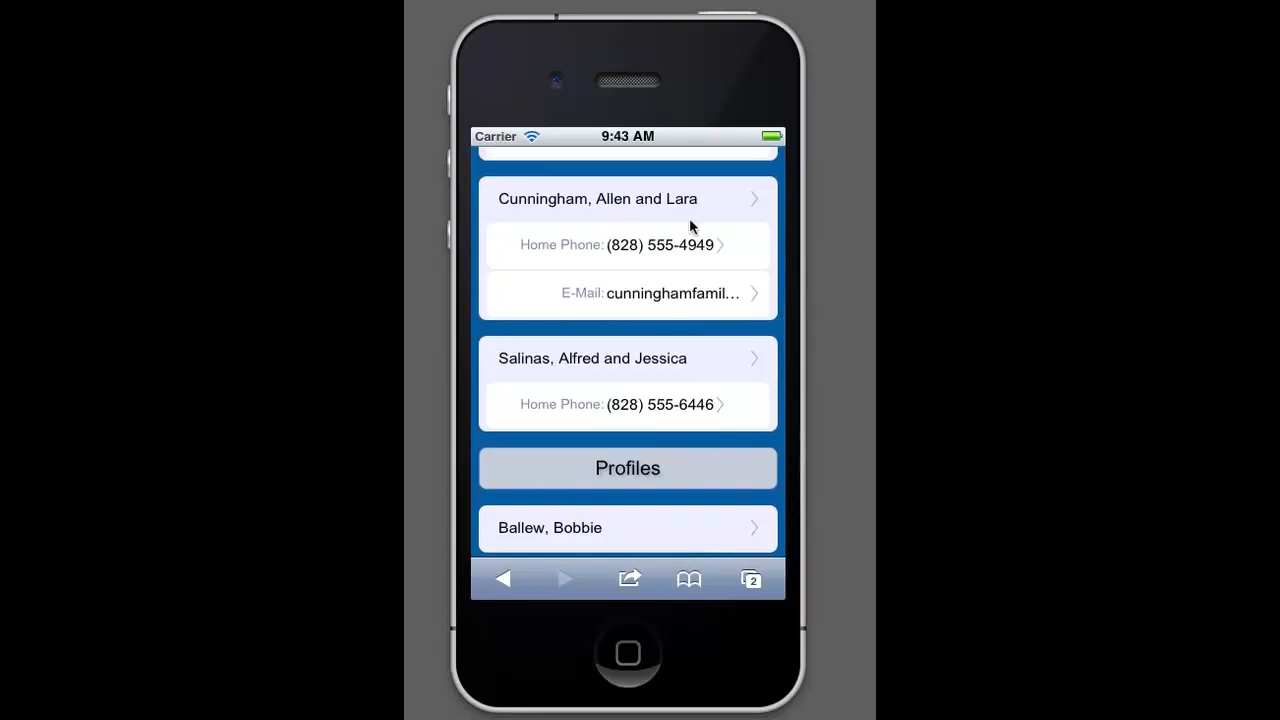 Carrier 9:43 AM
Cunningham, Allen and Lara
Home Phone: (828) 555-4949
E-Mail: cunninghamfamil...
Salinas, Alfred and Jessica
Home Phone: (828) 555-6446
Profiles
Ballew, Bobbie
2